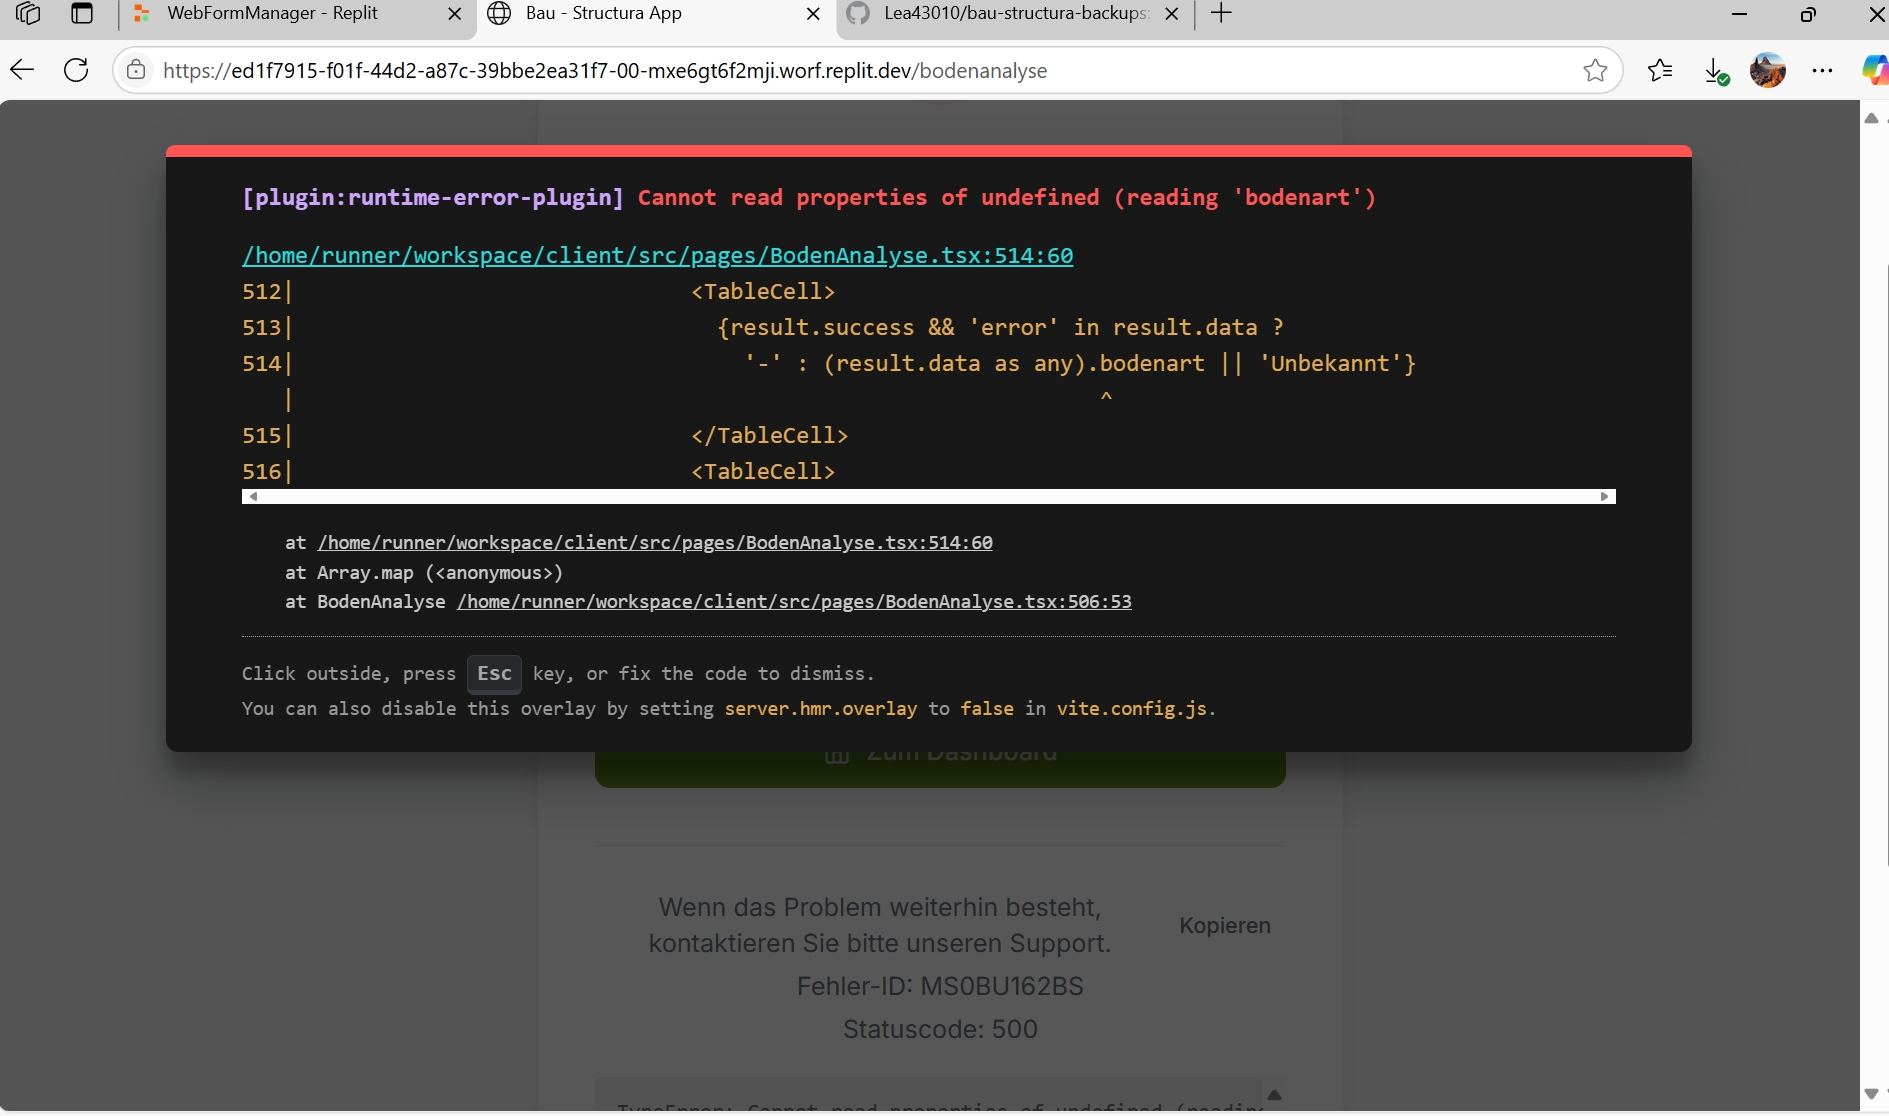 WebFormManager - Replit
Bau - Structura App
Lea43010/bau-structura-backups
https://ed1f7915-f01f-44d2-a87c-39bbe2ea31f7-00-mxe6gt6f2mji.worf.replit.dev/bodenanalyse
[plugin:runtime-error-plugin] Cannot read properties of undefined (reading 'bodenart')
/home/runner/workspace/client/src/pages/BodenAnalyse.tsx:514:60
512| <TableCell>
513| {result.success && 'error' in result.data ?
514| '-' : (result.data as any).bodenart || 'Unbekannt'}
| ^
515| </TableCell>
516| <TableCell>
at /home/runner/workspace/client/src/pages/BodenAnalyse.tsx:514:60
at Array.map (<anonymous>)
at BodenAnalyse /home/runner/workspace/client/src/pages/BodenAnalyse.tsx:506:53
Click outside, press Esc key, or fix the code to dismiss.
You can also disable this overlay by setting server.hmr.overlay to false in vite.config.js.
Zum Dashboard
Wenn das Problem weiterhin besteht,
kontaktieren Sie bitte unseren Support.
Kopieren
Fehler-ID: MS0BU162BS
Statuscode: 500
TypeError: Cannot read properties of undefined